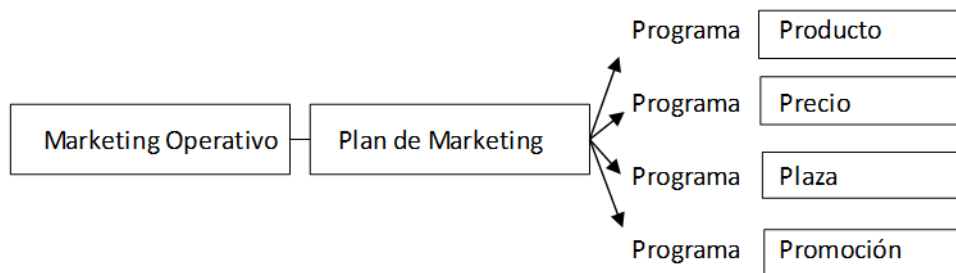 Programa Producto
Programa Precio
Marketing Operativo Plan de Marketing
Programa Plaza
Programa Promoción